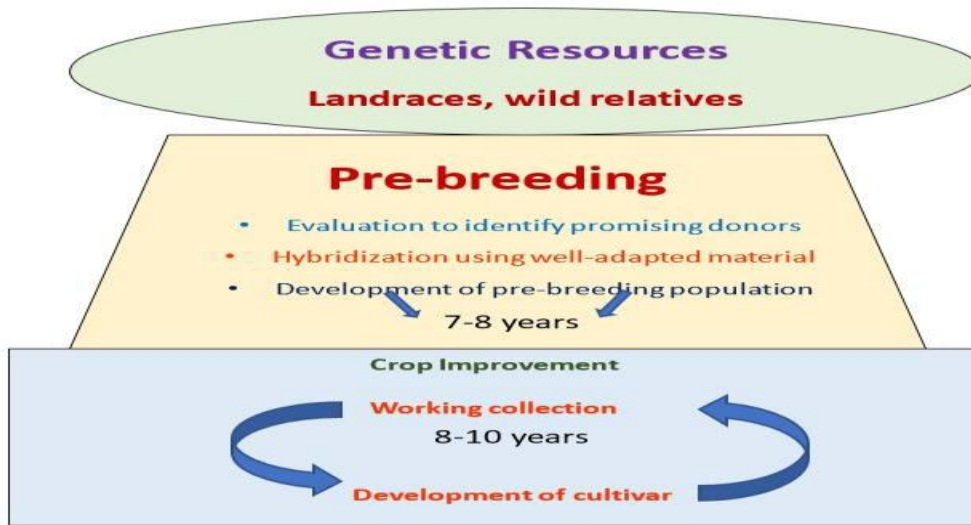 Genetic Resources
Landraces, wild relatives
Pre-breeding
• Evaluation to identify promising donors
• Hybridization using well-adapted material
• Development of pre-breeding population
7-8 years
Crop Improvement
Working collection
8-10 years
Development of cultivar